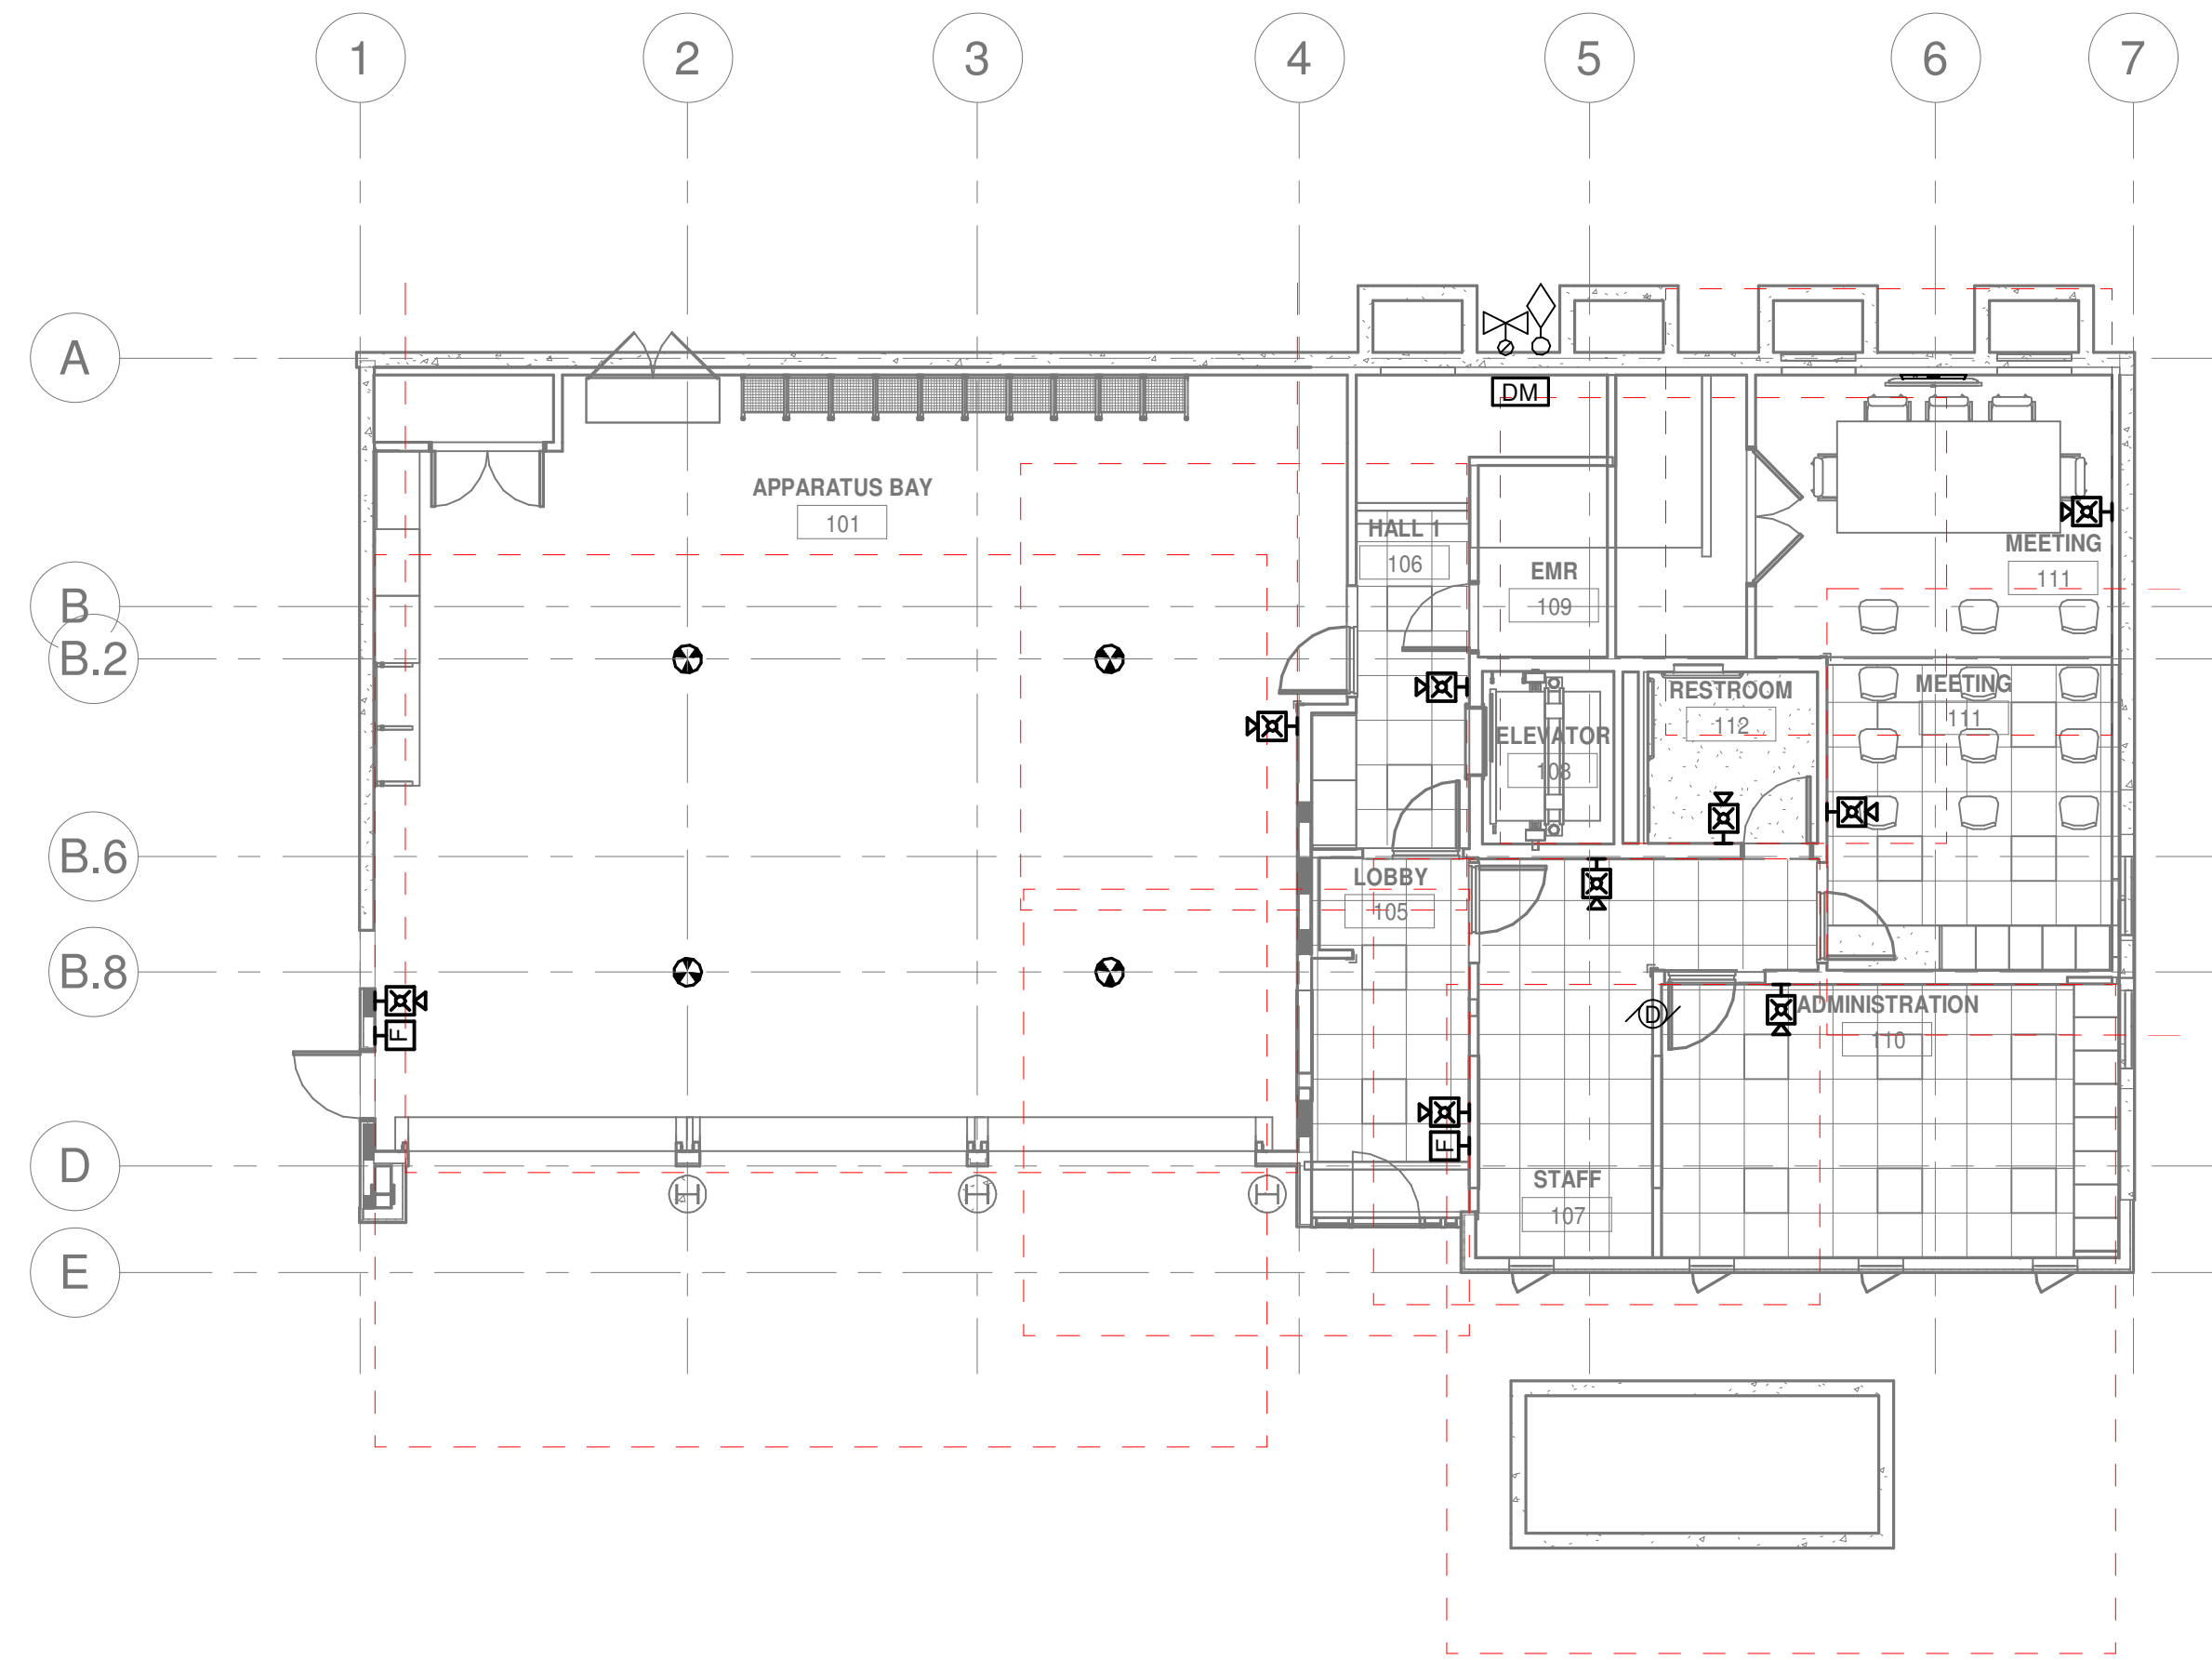 1 2 3 4 5 6 7
A
DM
APPARATUS BAY
101
HALL 1
106
EMR
109
MEETING
111
B
B.2
RESTROOM
112
MEETING
111
ELEVATOR
108
B.6
LOBBY
105
B.8
F
D
ADMINISTRATION
110
F
D
STAFF
107
E